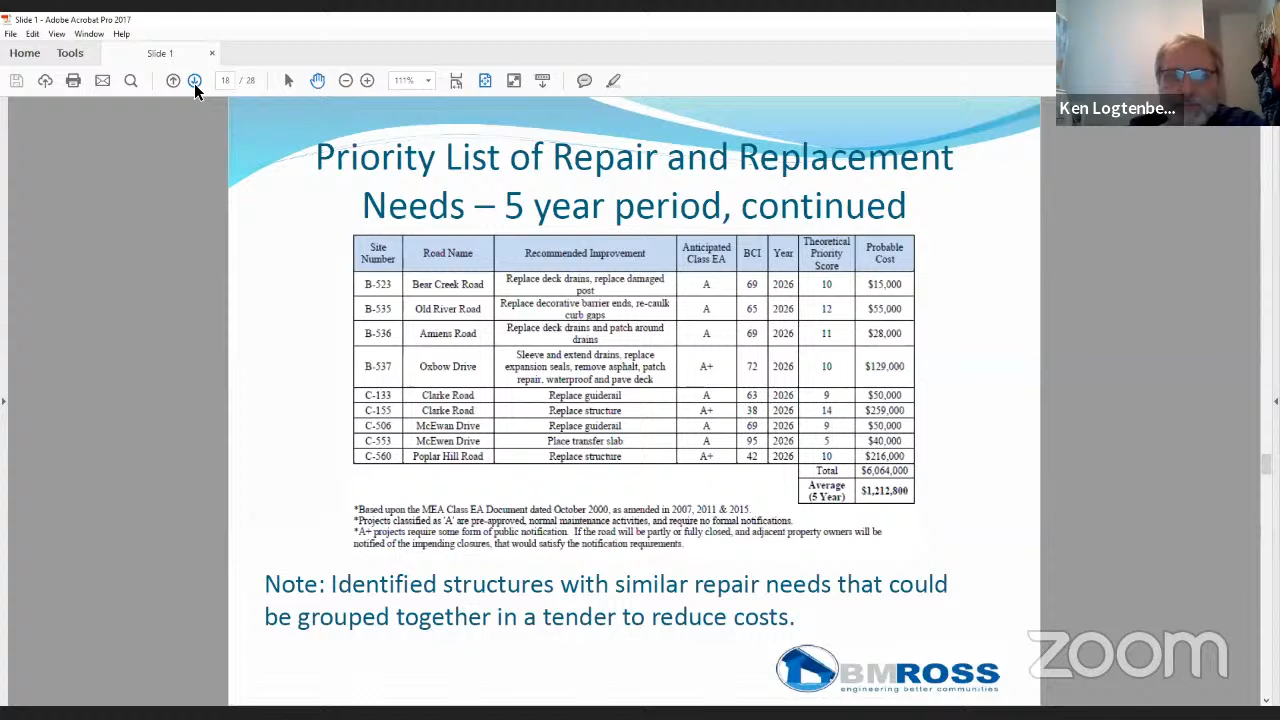 Slide 1 - Adobe Acrobat Pro 2017
File Edit View Window Help
Home Tools Slide 1 ×
18 / 28 111%
Ken Logtenbe...
Priority List of Repair and Replacement
Needs – 5 year period, continued
Site Number Road Name Recommended Improvement Anticipated Class EA BCI Year Theoretical Priority Score Probable Cost
B-523 Bear Creek Road Replace deck drains, replace damaged post A 69 2026 10 $15,000
B-535 Old River Road Replace decorative barrier ends, re-caulk curb gaps A 65 2026 12 $55,000
B-536 Amiens Road Replace deck drains and patch around drains A 69 2026 11 $28,000
B-537 Oxbow Drive Sleeve and extend drains, replace expansion seals, remove asphalt, patch repair, waterproof and pave deck A+ 72 2026 10 $129,000
C-133 Clarke Road Replace guiderail A 63 2026 9 $50,000
C-155 Clarke Road Replace structure A+ 38 2026 14 $259,000
C-506 McEwan Drive Replace guiderail A 69 2026 9 $50,000
C-553 McEwen Drive Place transfer slab A 95 2026 5 $40,000
C-560 Poplar Hill Road Replace structure A+ 42 2026 10 $216,000
Total $6,064,000
Average (5 Year) $1,212,800
*Based upon the MEA Class EA Document dated October 2000, as amended in 2007, 2011 & 2015.
*Projects classified as 'A' are pre-approved, normal maintenance activities, and require no formal notifications.
*A+ projects require some form of public notification. If the road will be partly or fully closed, and adjacent property owners will be
notified of the impending closures, that would satisfy the notification requirements.
Note: Identified structures with similar repair needs that could
be grouped together in a tender to reduce costs.
BMROSS
engineering better communities
zoom